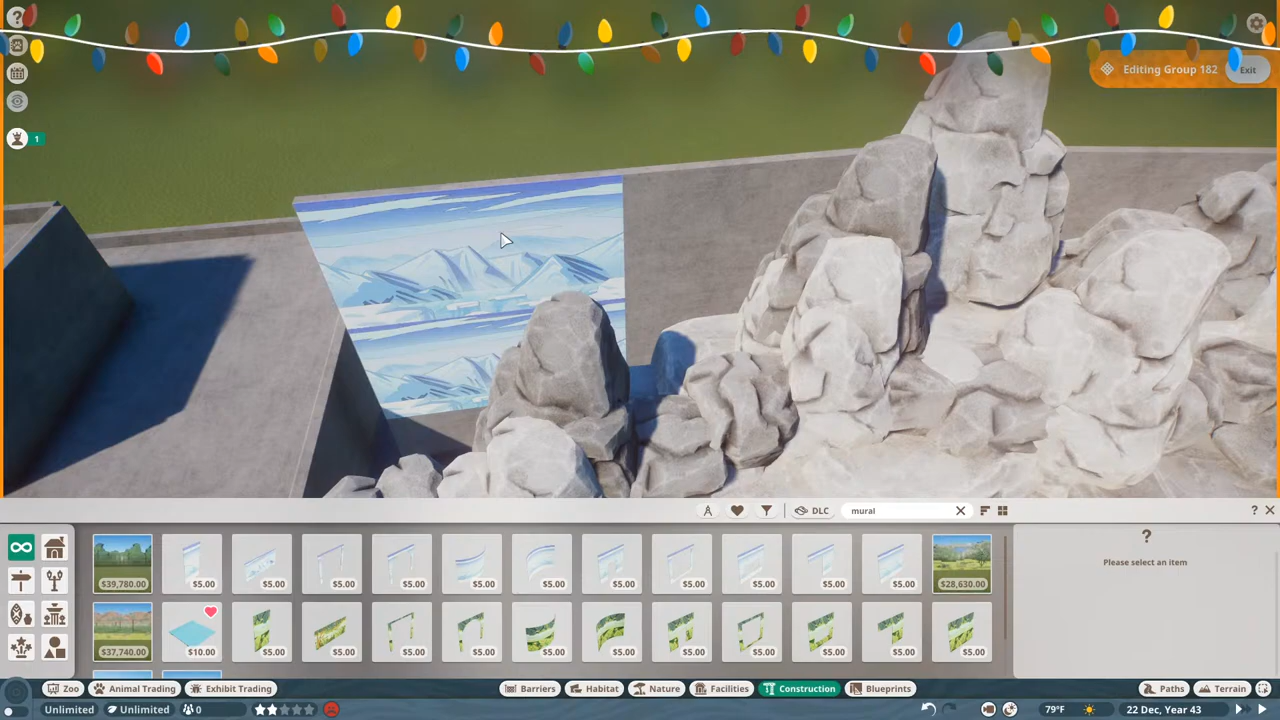 ?
Editing Group 182
Exit
1
DLC
mural
?
$39,780.00
$5.00
$5.00
$5.00
$5.00
$5.00
$5.00
$5.00
$5.00
$5.00
$5.00
$5.00
$28,630.00
$37,740.00
$10.00
$5.00
$5.00
$5.00
$5.00
$5.00
$5.00
$5.00
$5.00
$5.00
$5.00
$5.00
?
Please select an item
Zoo
Animal Trading
Exhibit Trading
Barriers
Habitat
Nature
Facilities
Construction
Blueprints
Paths
Terrain
Unlimited
Unlimited
0
79°F
22 Dec, Year 43